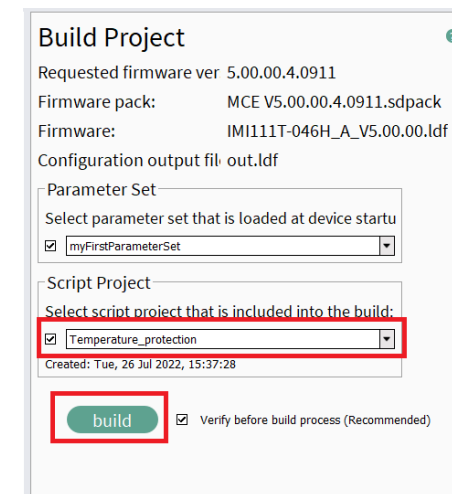 Build Project
Requested firmware ver 5.00.00.4.0911
Firmware pack: MCE V5.00.00.4.0911.sdpack
Firmware: IMI111T-046H_A_V5.00.00.ldf
Configuration output fil out.ldf
Parameter Set
Select parameter set that is loaded at device startu
myFirstParameterSet
Script Project
Select script project that is included into the build:
Temperature_protection
Created: Tue, 26 Jul 2022, 15:37:28
build Verify before build process (Recommended)